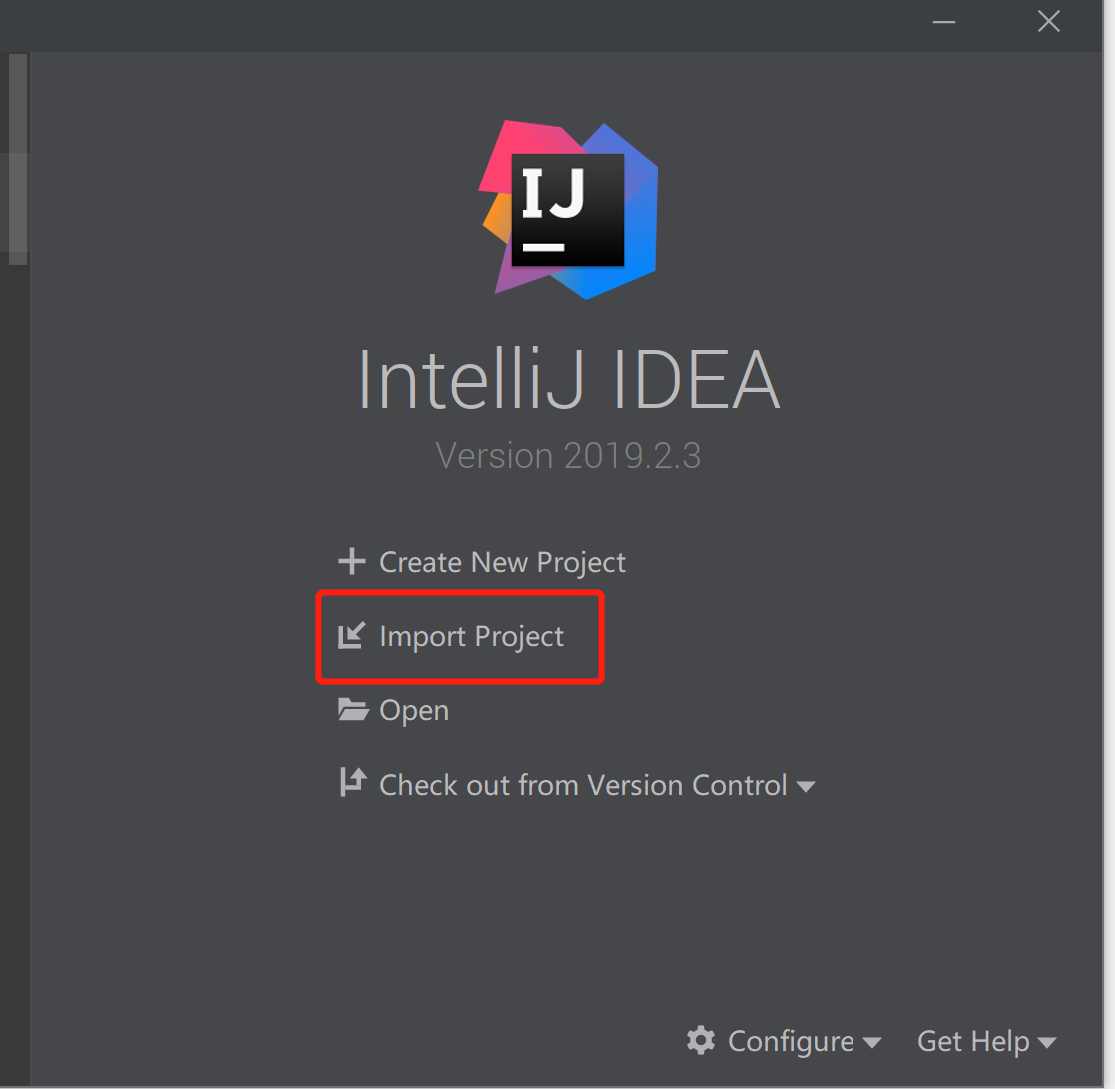 IJ
IntelliJ IDEA
Version 2019.2.3
Create New Project
Import Project
Open
Check out from Version Control
Configure
Get Help